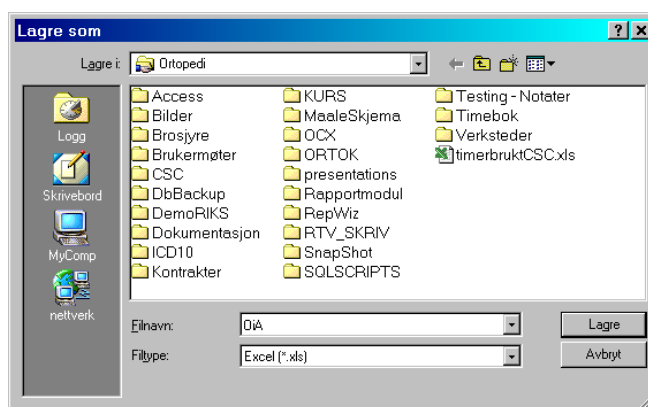 Lagre som
Lagre i: Ortopedi
Logg
Skrivebord
MyComp
nettverk
Access
Bilder
Brosjyre
Brukermøter
CSC
DbBackup
DemoRIKS
Dokumentasjon
ICD10
Kontrakter
KURS
MaaleSkjema
OCX
ORTOK
presentations
Rapportmodul
RepWiz
RTV_SKRIV
SnapShot
SQLSCRIPTS
Testing - Notater
Timebok
Verksteder
timerbruktCSC.xls
Filnavn: OiA
Lagre
Filtype: Excel (*.xls)
Avbryt